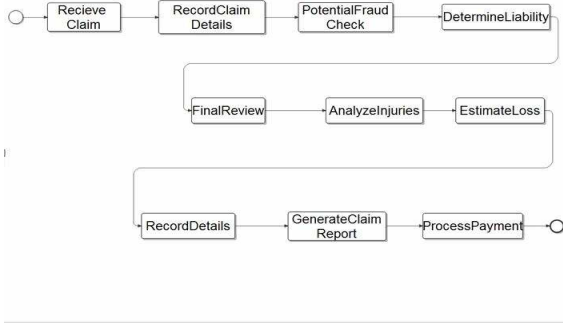 Recieve
Claim
RecordClaim
Details
PotentialFraud
Check
DetermineLiability
FinalReview
AnalyzeInjuries
EstimateLoss
RecordDetails
GenerateClaim
Report
ProcessPayment